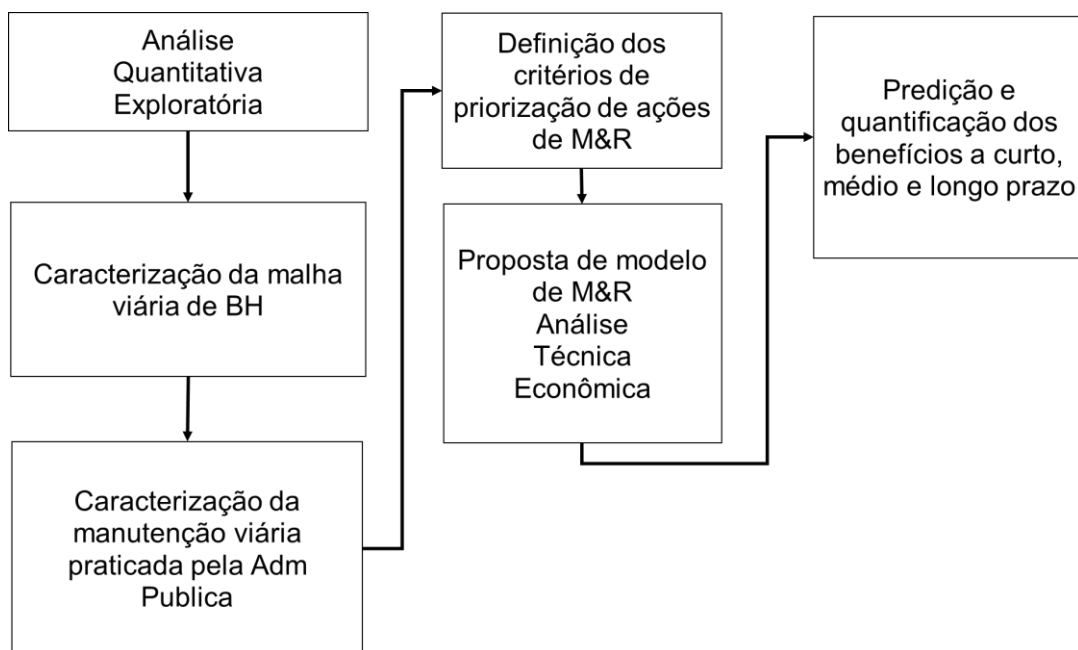 Análise
Quantitativa
Exploratória
Caracterização da malha
viária de BH
Caracterização da
manutenção viária
praticada pela Adm
Publica
Definição dos
critérios de
priorização de ações
de M&R
Proposta de modelo
de M&R
Análise
Técnica
Econômica
Predição e
quantificação dos
benefícios a curto,
médio e longo prazo